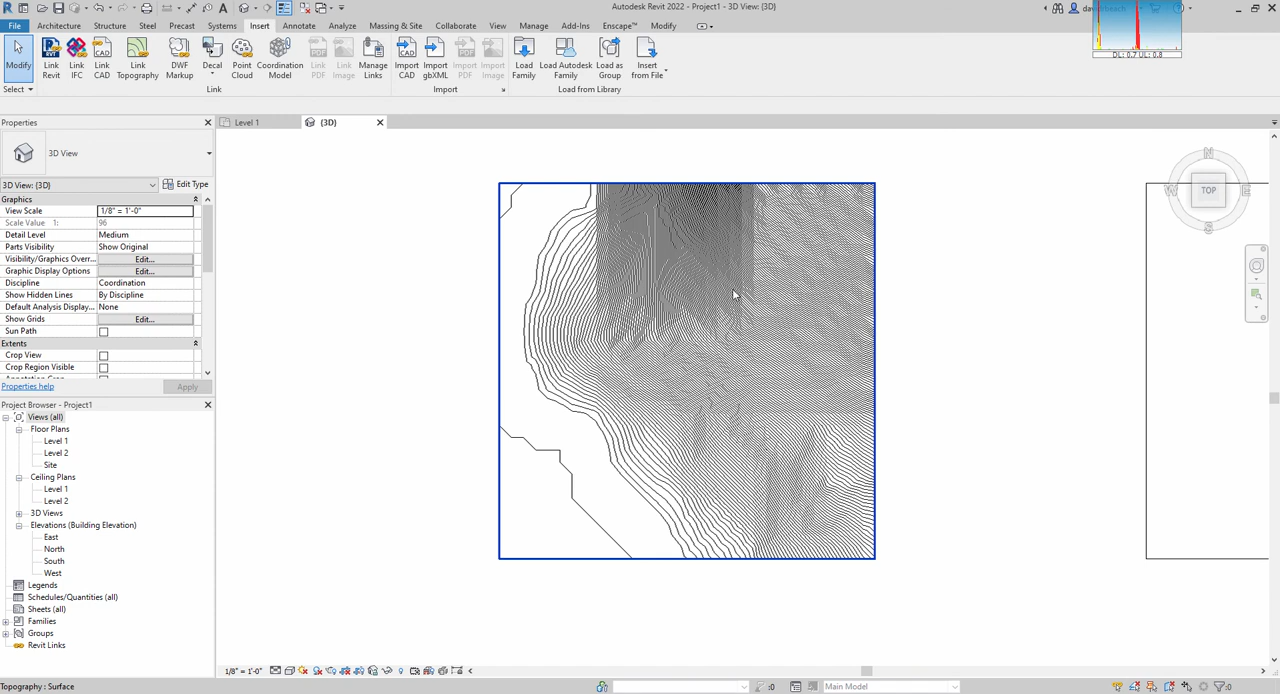 Autodesk Revit 2022 - Project1 - 3D View: {3D}
File Architecture Structure Steel Precast Systems Insert Annotate Analyze Massing & Site Collaborate View Manage Add-Ins Enscape™ Modify
DL: 0.7 UL: 0.8
Modify
Link Revit
Link IFC
Link CAD
Link Topography
DWF Markup
Decal
Point Cloud
Coordination Model
Link PDF
Link Image
Manage Links
Import CAD
Import gbXML
Import PDF
Import Image
Load Family
Load Autodesk Family
Load as Group
Insert from File
Select
Link
Import
Load from Library
Properties
Level 1
{3D}
3D View
3D View: {3D}
Edit Type
Graphics
View Scale 1/8" = 1'-0"
Scale Value 1: 96
Detail Level Medium
Parts Visibility Show Original
Visibility/Graphics Overr... Edit...
Graphic Display Options Edit...
Discipline Coordination
Show Hidden Lines By Discipline
Default Analysis Display... None
Show Grids Edit...
Sun Path
Extents
Crop View
Crop Region Visible
Properties help
Apply
Project Browser - Project1
Views (all)
Floor Plans
Level 1
Level 2
Site
Ceiling Plans
Level 1
Level 2
3D Views
Elevations (Building Elevation)
East
North
South
West
Legends
Schedules/Quantities (all)
Sheets (all)
Families
Groups
Revit Links
N
W
TOP
E
S
1/8" = 1'-0"
Topography : Surface
:0
Main Model
:0